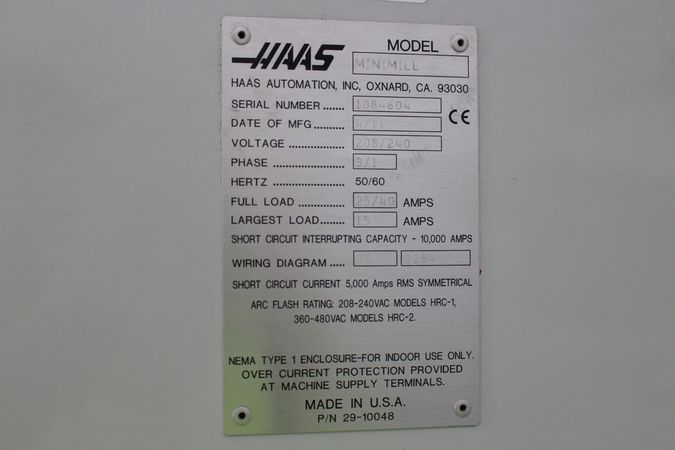 HAAS MODEL MINIMILL
HAAS AUTOMATION, INC, OXNARD, CA. 93030
SERIAL NUMBER ...... 1084604
DATE OF MFG ......... 4/11 CE
VOLTAGE ................ 208/240
PHASE .................... 3/1
HERTZ .................... 50/60
FULL LOAD ............. 25/40 AMPS
LARGEST LOAD........ 15 AMPS
SHORT CIRCUIT INTERRUPTING CAPACITY - 10,000 AMPS
WIRING DIAGRAM .....
SHORT CIRCUIT CURRENT 5,000 Amps RMS SYMMETRICAL
ARC FLASH RATING: 208-240VAC MODELS HRC-1,
360-480VAC MODELS HRC-2.
NEMA TYPE 1 ENCLOSURE-FOR INDOOR USE ONLY.
OVER CURRENT PROTECTION PROVIDED
AT MACHINE SUPPLY TERMINALS.
MADE IN U.S.A.
P/N 29-10048